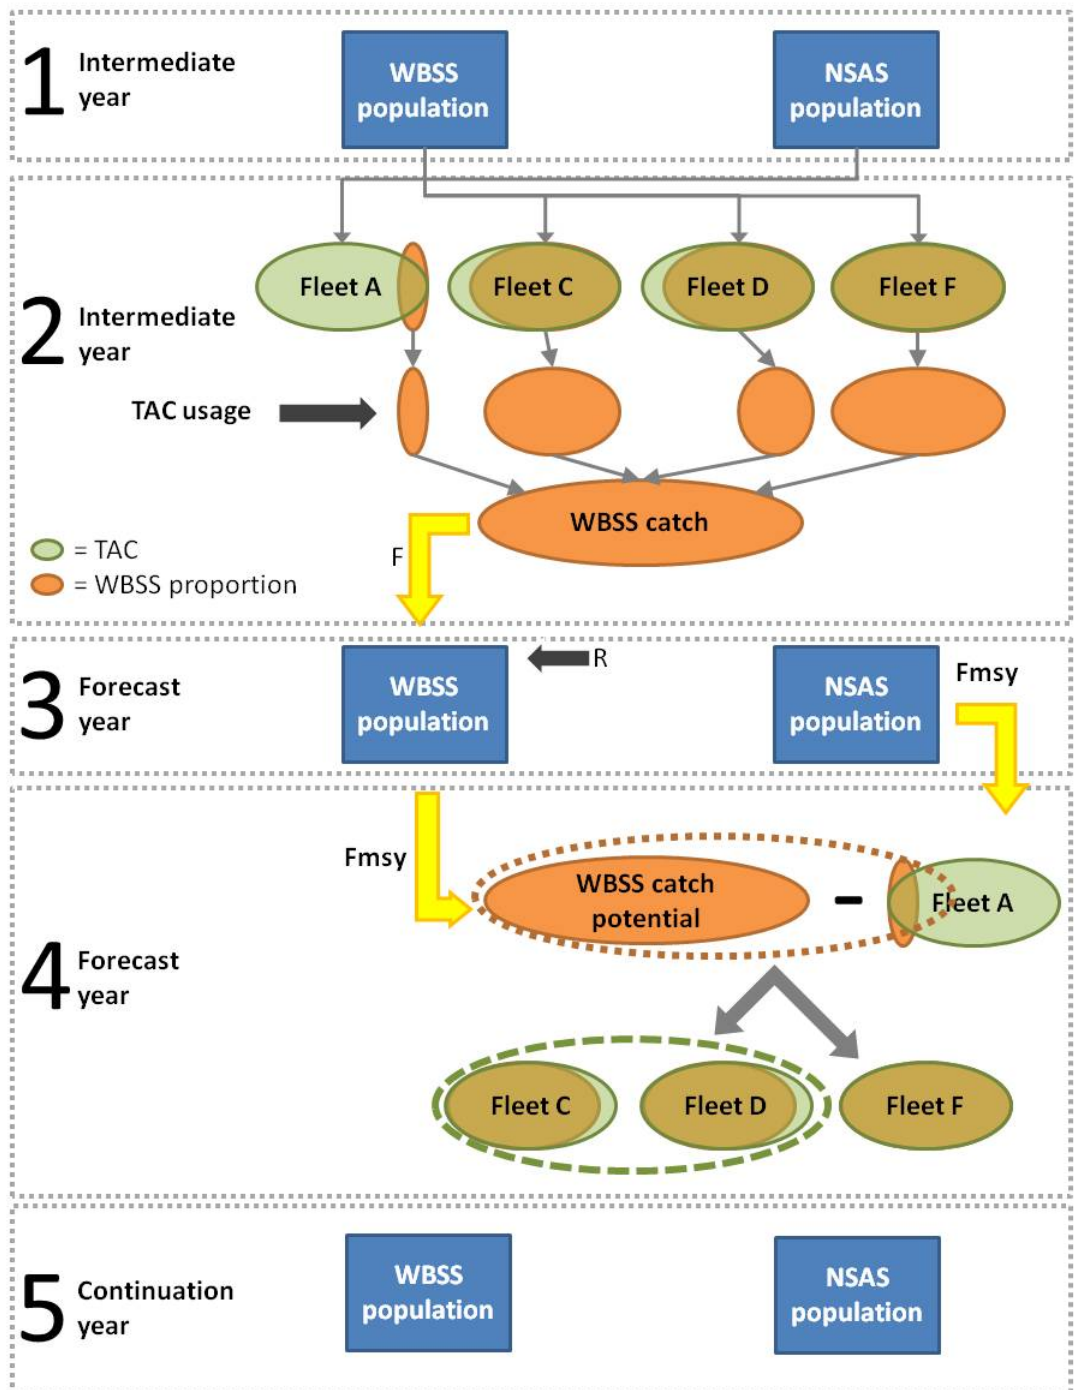 1 Intermediate
year
WBSS
population
NSAS
population
2 Intermediate
year
Fleet A
Fleet C
Fleet D
Fleet F
TAC usage
WBSS catch
= TAC
= WBSS proportion
F
3 Forecast
year
WBSS
population
R
NSAS
population
Fmsy
4 Forecast
year
Fmsy
WBSS catch
potential
-
Fleet A
Fleet C
Fleet D
Fleet F
5 Continuation
year
WBSS
population
NSAS
population